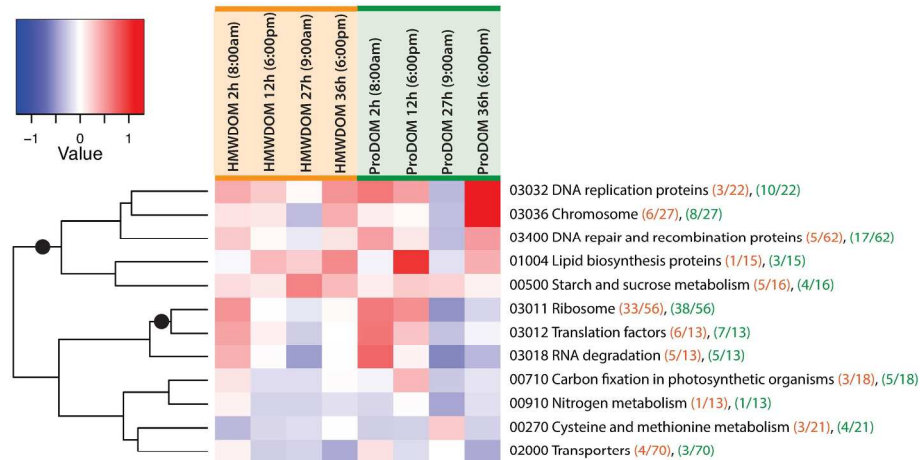 HMWDOM 2h (8:00am)
HMWDOM 12h (6:00pm)
HMWDOM 27h (9:00am)
HMWDOM 36h (6:00pm)
ProDOM 2h (8:00am)
ProDOM 12h (6:00pm)
ProDOM 27h (9:00am)
ProDOM 36h (6:00pm)
−1 0 1
Value
03032 DNA replication proteins (3/22), (10/22)
03036 Chromosome (6/27), (8/27)
03400 DNA repair and recombination proteins (5/62), (17/62)
01004 Lipid biosynthesis proteins (1/15), (3/15)
00500 Starch and sucrose metabolism (5/16), (4/16)
03011 Ribosome (33/56), (38/56)
03012 Translation factors (6/13), (7/13)
03018 RNA degradation (5/13), (5/13)
00710 Carbon fixation in photosynthetic organisms (3/18), (5/18)
00910 Nitrogen metabolism (1/13), (1/13)
00270 Cysteine and methionine metabolism (3/21), (4/21)
02000 Transporters (4/70), (3/70)